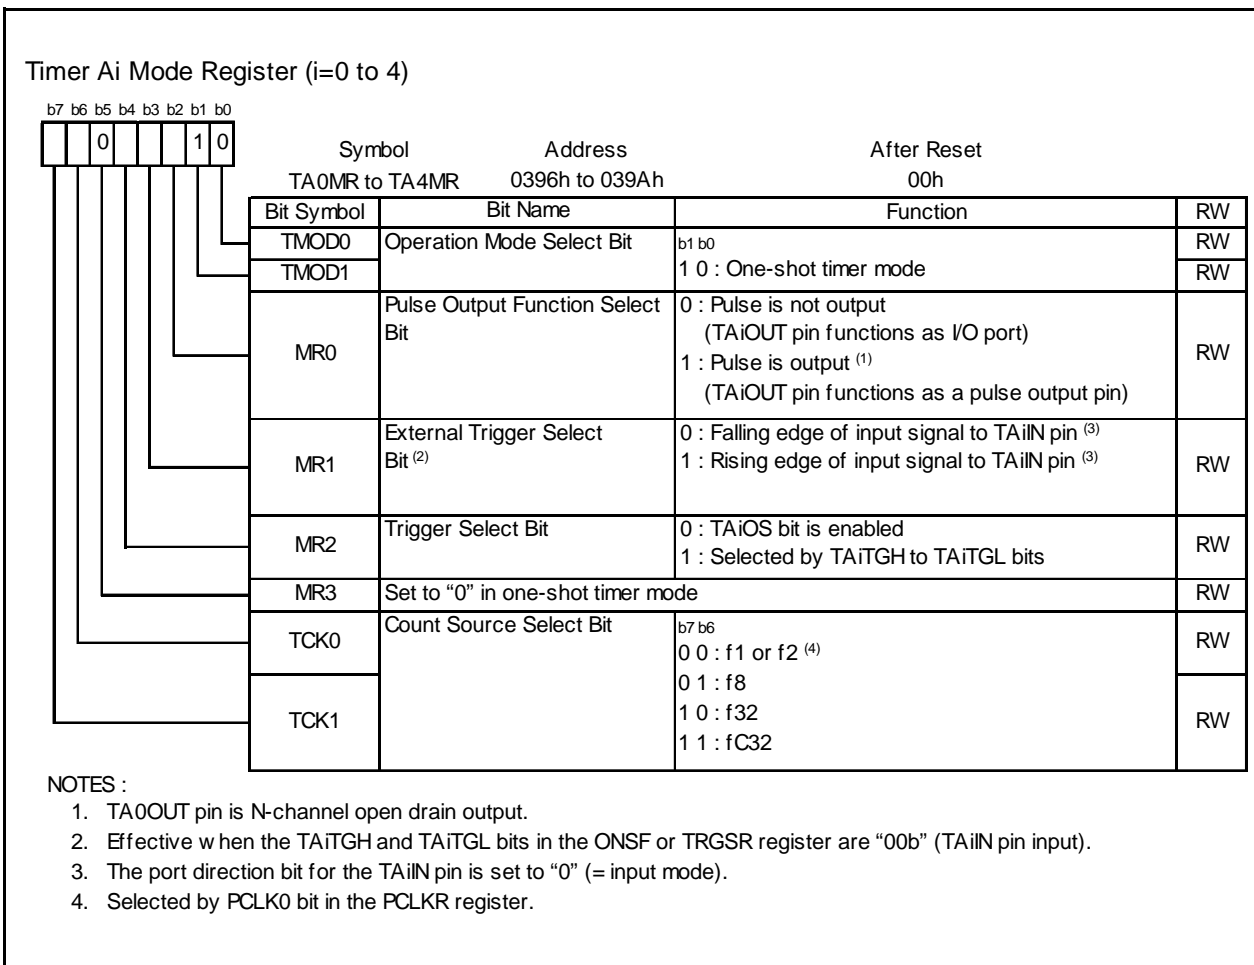 Timer Ai Mode Register (i=0 to 4)
b7 b6 b5 b4 b3 b2 b1 b0
0 1 0
Symbol Address After Reset
TA0MR to TA4MR 0396h to 039Ah 00h
Bit Symbol Bit Name Function RW
TMOD0 Operation Mode Select Bit b1 b0 RW
TMOD1 1 0 : One-shot timer mode RW
MR0 Pulse Output Function Select Bit 0 : Pulse is not output
(TAiOUT pin functions as I/O port)
1 : Pulse is output (1)
(TAiOUT pin functions as a pulse output pin) RW
MR1 External Trigger Select Bit (2) 0 : Falling edge of input signal to TAiIN pin (3)
1 : Rising edge of input signal to TAiIN pin (3) RW
MR2 Trigger Select Bit 0 : TAiOS bit is enabled
1 : Selected by TAiTGH to TAiTGL bits RW
MR3 Set to “0” in one-shot timer mode RW
TCK0 Count Source Select Bit b7 b6
0 0 : f1 or f2 (4) RW
0 1 : f8
TCK1 1 0 : f32 RW
1 1 : fC32
NOTES :
1. TA0OUT pin is N-channel open drain output.
2. Effective when the TAiTGH and TAiTGL bits in the ONSF or TRGSR register are “00b” (TAiIN pin input).
3. The port direction bit for the TAiIN pin is set to “0” (= input mode).
4. Selected by PCLK0 bit in the PCLKR register.